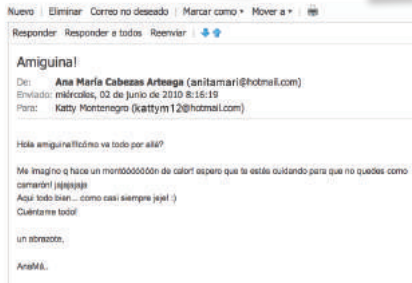 Nuevo Eliminar Correo no deseado Marcar como Mover a
Responder Responder a todos Reenviar
Amiguina!
De: Ana María Cabezas Arteaga (anitamari@hotmail.com)
Enviado: miércoles, 02 de junio de 2010 8:16:19
Para: Katty Montenegro (kattym12@hotmail.com)
Hola amiguina!!!cómo va todo por allá?
Me imagino q hace un montóóóóóón de calor! espero que te estés cuidando para que no quedes como
camarón! jajajajaja
Aqui todo bien... como casi siempre jeje! :)
Cuéntame todo!
un abrazote,
AnaMá..